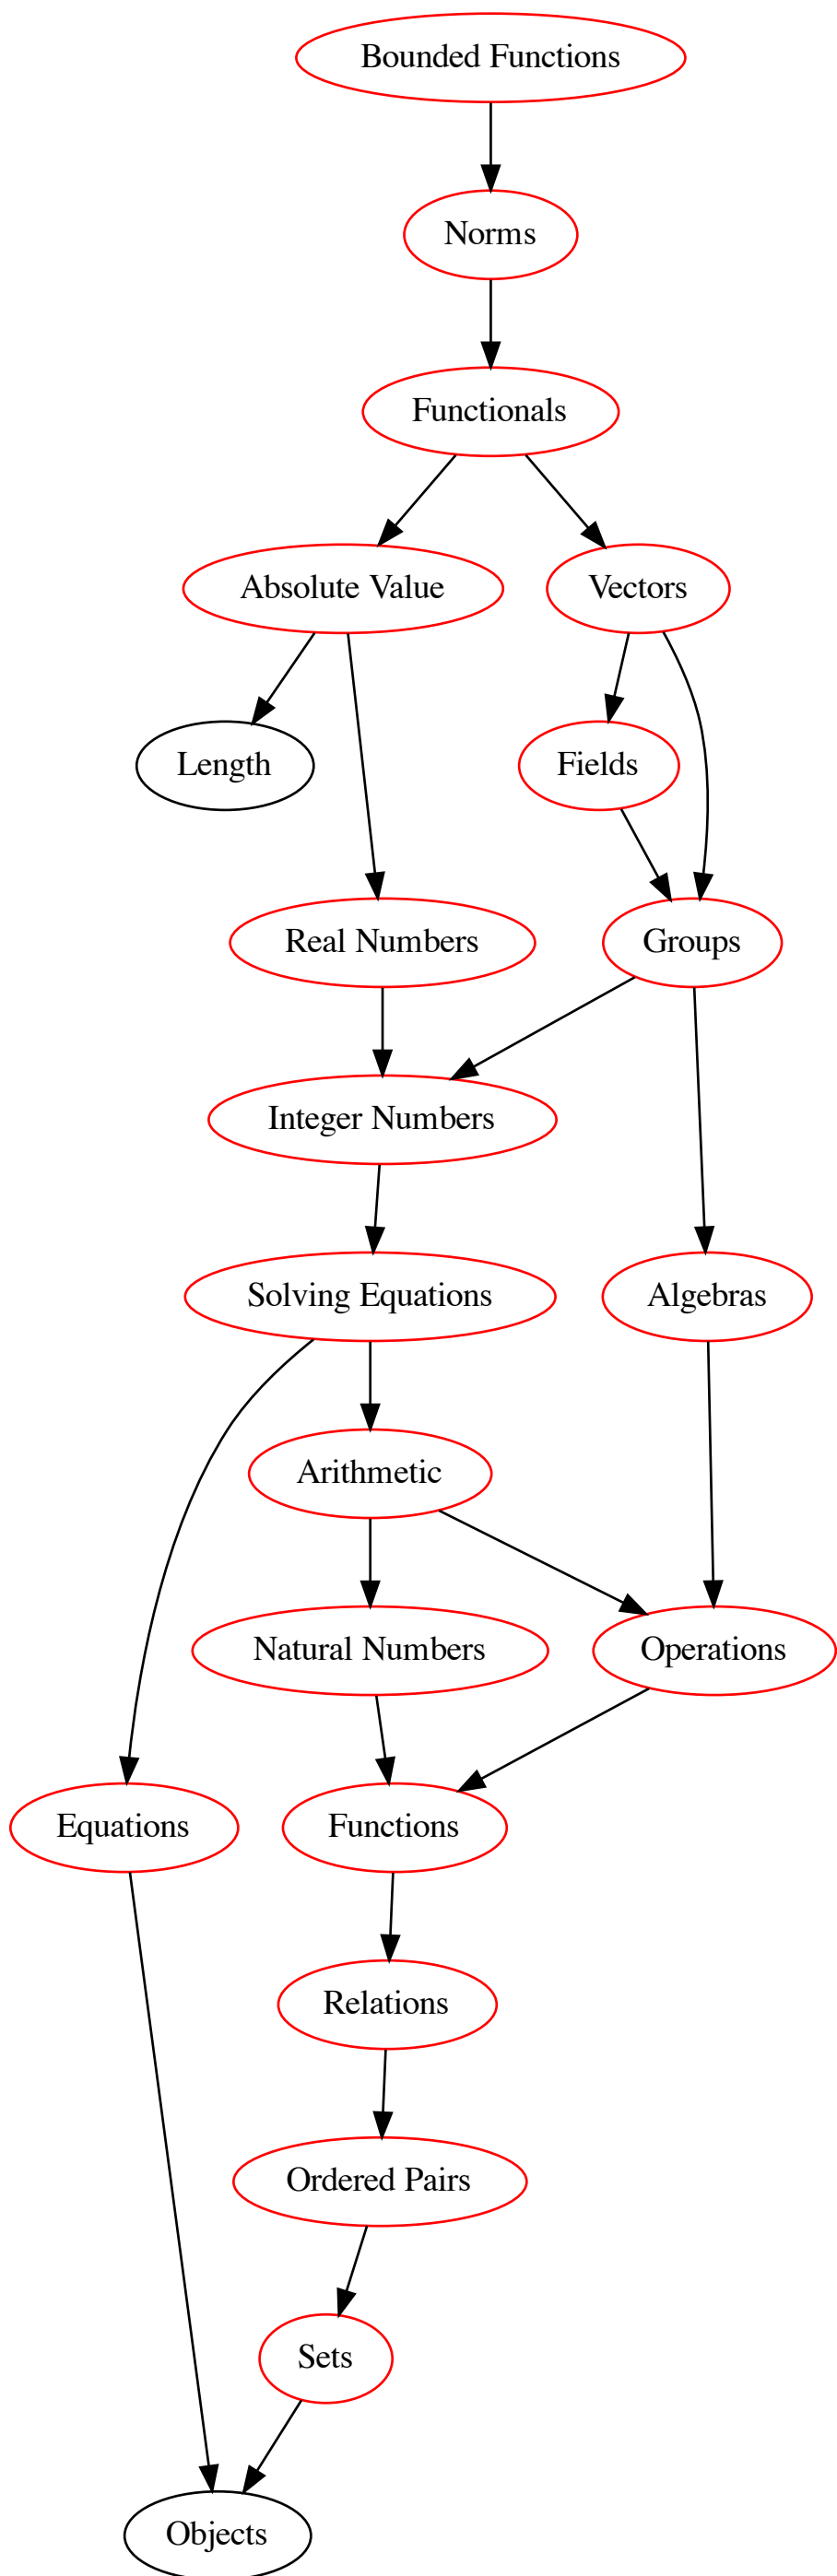 Bounded Functions
Norms
Functionals
Absolute Value
Vectors
Length
Fields
Real Numbers
Groups
Integer Numbers
Solving Equations
Algebras
Arithmetic
Natural Numbers
Operations
Equations
Functions
Relations
Ordered Pairs
Sets
Objects